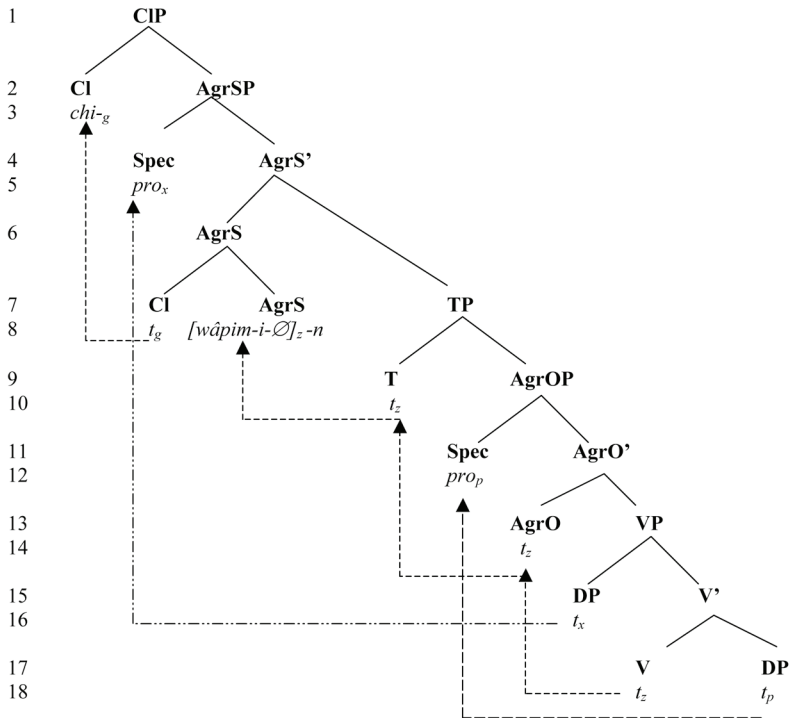 1 ClP
2 Cl AgrSP
3 chi-g
4 Spec AgrS’
5 prox
6 AgrS
7 Cl AgrS TP
8 tg [wâpim-i-∅]z -n
9 T AgrOP
10 tz
11 Spec AgrO’
12 prop
13 AgrO VP
14 tz
15 DP V’
16 tx
17 V DP
18 tz tp